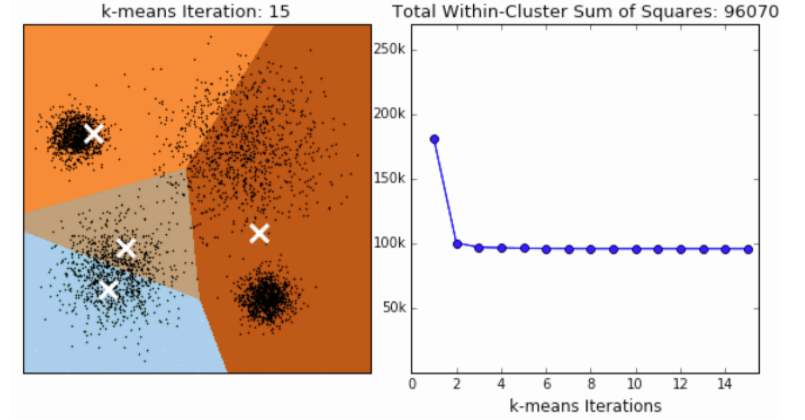 k-means Iteration: 15
Total Within-Cluster Sum of Squares: 96070
250k
200k
150k
100k
50k
0 2 4 6 8 10 12 14
k-means Iterations